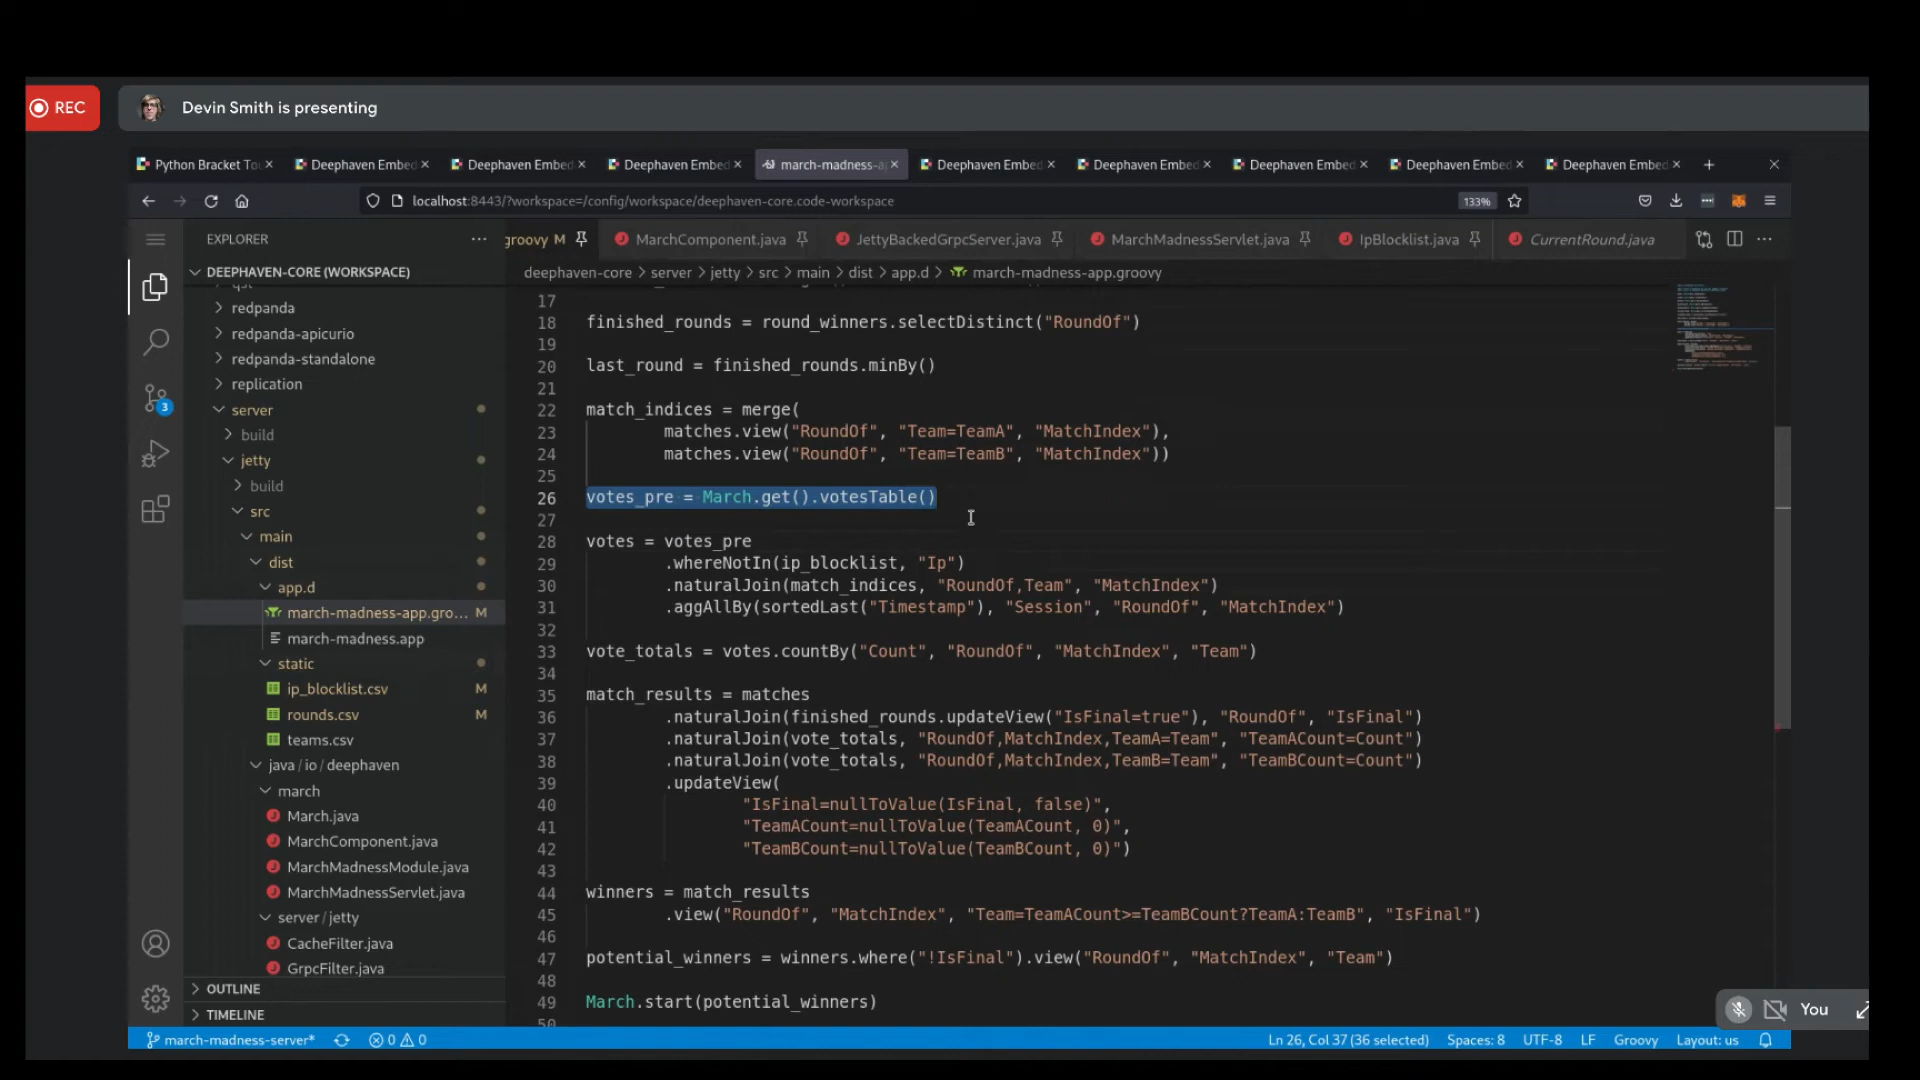 REC
Devin Smith is presenting
Python Bracket To
Deephaven Embed
Deephaven Embed
Deephaven Embed
march-madness-a
Deephaven Embed
Deephaven Embed
Deephaven Embed
Deephaven Embed
Deephaven Embed
localhost:8443/?workspace=/config/workspace/deephaven-core.code-workspace
133%
EXPLORER
groovy M
MarchComponent.java
JettyBackedGrpcServer.java
MarchMadnessServlet.java
IpBlocklist.java
CurrentRound.java
DEEPHAVEN-CORE (WORKSPACE)
redpanda
redpanda-apicurio
redpanda-standalone
replication
server
build
jetty
build
src
main
dist
app.d
march-madness-app.gro... M
march-madness.app
static
ip_blocklist.csv M
rounds.csv M
teams.csv
java / io / deephaven
march
March.java
MarchComponent.java
MarchMadnessModule.java
MarchMadnessServlet.java
server / jetty
CacheFilter.java
GrpcFilter.java
OUTLINE
TIMELINE
3
deephaven-core > server > jetty > src > main > dist > app.d > march-madness-app.groovy
17
18 finished_rounds = round_winners.selectDistinct("RoundOf")
19
20 last_round = finished_rounds.minBy()
21
22 match_indices = merge(
23 matches.view("RoundOf", "Team=TeamA", "MatchIndex"),
24 matches.view("RoundOf", "Team=TeamB", "MatchIndex"))
25
26 votes_pre = March.get().votesTable()
27
28 votes = votes_pre
29 .whereNotIn(ip_blocklist, "Ip")
30 .naturalJoin(match_indices, "RoundOf,Team", "MatchIndex")
31 .aggAllBy(sortedLast("Timestamp"), "Session", "RoundOf", "MatchIndex")
32
33 vote_totals = votes.countBy("Count", "RoundOf", "MatchIndex", "Team")
34
35 match_results = matches
36 .naturalJoin(finished_rounds.updateView("IsFinal=true"), "RoundOf", "IsFinal")
37 .naturalJoin(vote_totals, "RoundOf,MatchIndex,TeamA=Team", "TeamACount=Count")
38 .naturalJoin(vote_totals, "RoundOf,MatchIndex,TeamB=Team", "TeamBCount=Count")
39 .updateView(
40 "IsFinal=nullToValue(IsFinal, false)",
41 "TeamACount=nullToValue(TeamACount, 0)",
42 "TeamBCount=nullToValue(TeamBCount, 0)")
43
44 winners = match_results
45 .view("RoundOf", "MatchIndex", "Team=TeamACount>=TeamBCount?TeamA:TeamB", "IsFinal")
46
47 potential_winners = winners.where("!IsFinal").view("RoundOf", "MatchIndex", "Team")
48
49 March.start(potential_winners)
50
You
march-madness-server*
0
0
Ln 26, Col 37 (36 selected)
Spaces: 8
UTF-8
LF
Groovy
Layout: us